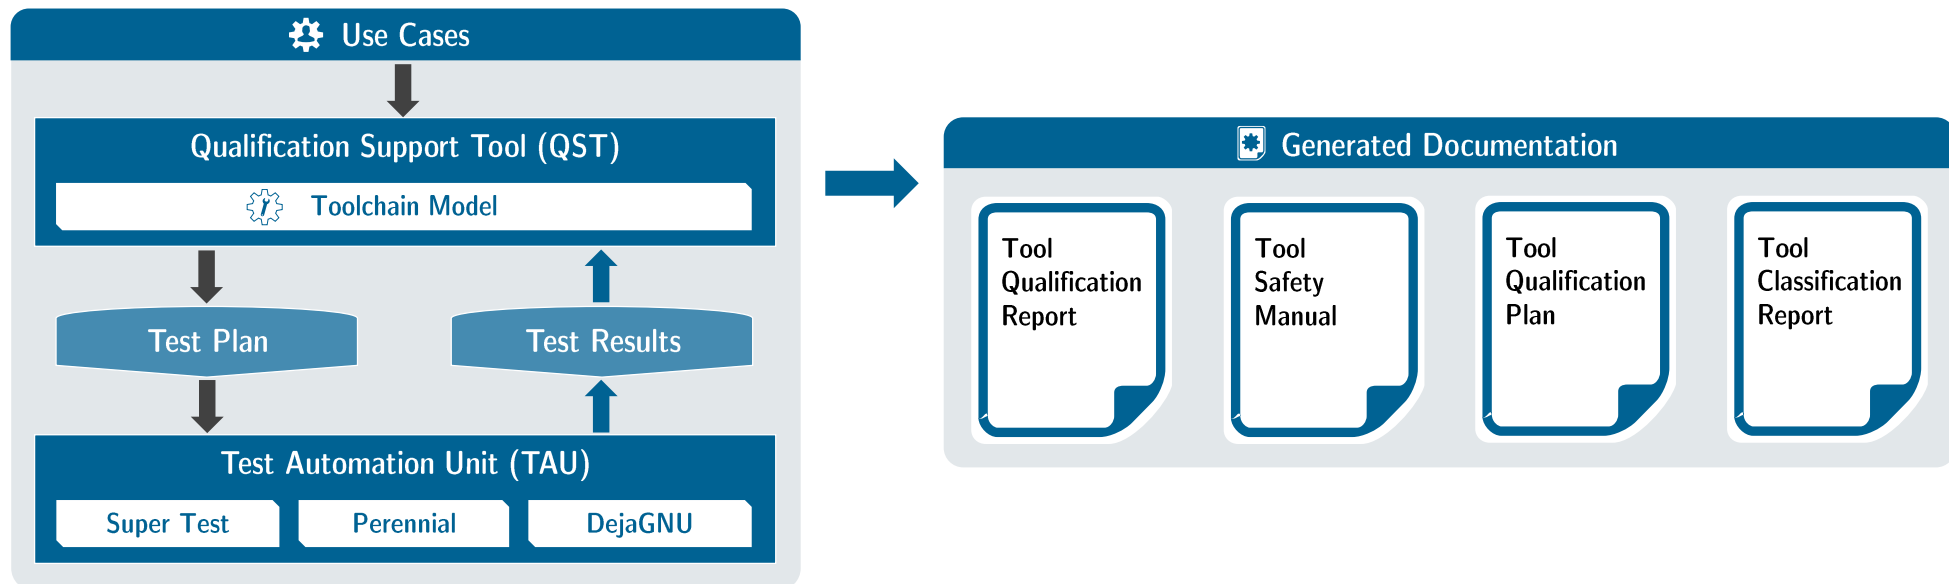 Use Cases
Qualification Support Tool (QST)
Toolchain Model
Test Plan
Test Results
Test Automation Unit (TAU)
Super Test
Perennial
DejaGNU
Generated Documentation
Tool
Qualification
Report
Tool
Safety
Manual
Tool
Qualification
Plan
Tool
Classification
Report